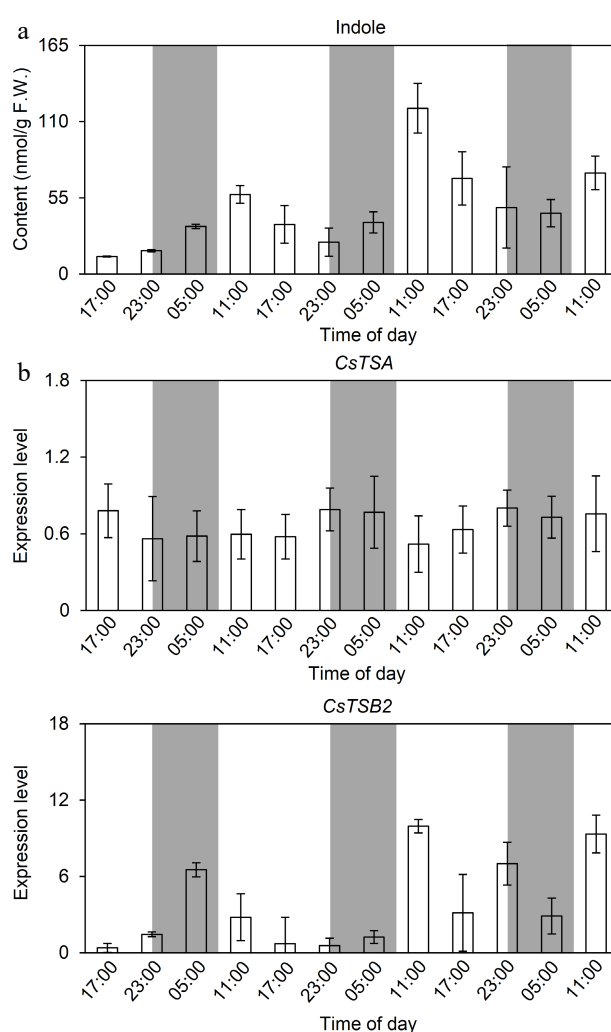 a
Indole
Content (nmol/g F.W.)
165
110
55
0
17:00 23:00 05:00 11:00 17:00 23:00 05:00 11:00 17:00 23:00 05:00 11:00
Time of day
b
CsTSA
Expression level
1.8
1.2
0.6
0
17:00 23:00 05:00 11:00 17:00 23:00 05:00 11:00 17:00 23:00 05:00 11:00
Time of day
CsTSB2
Expression level
18
12
6
0
17:00 23:00 05:00 11:00 17:00 23:00 05:00 11:00 17:00 23:00 05:00 11:00
Time of day